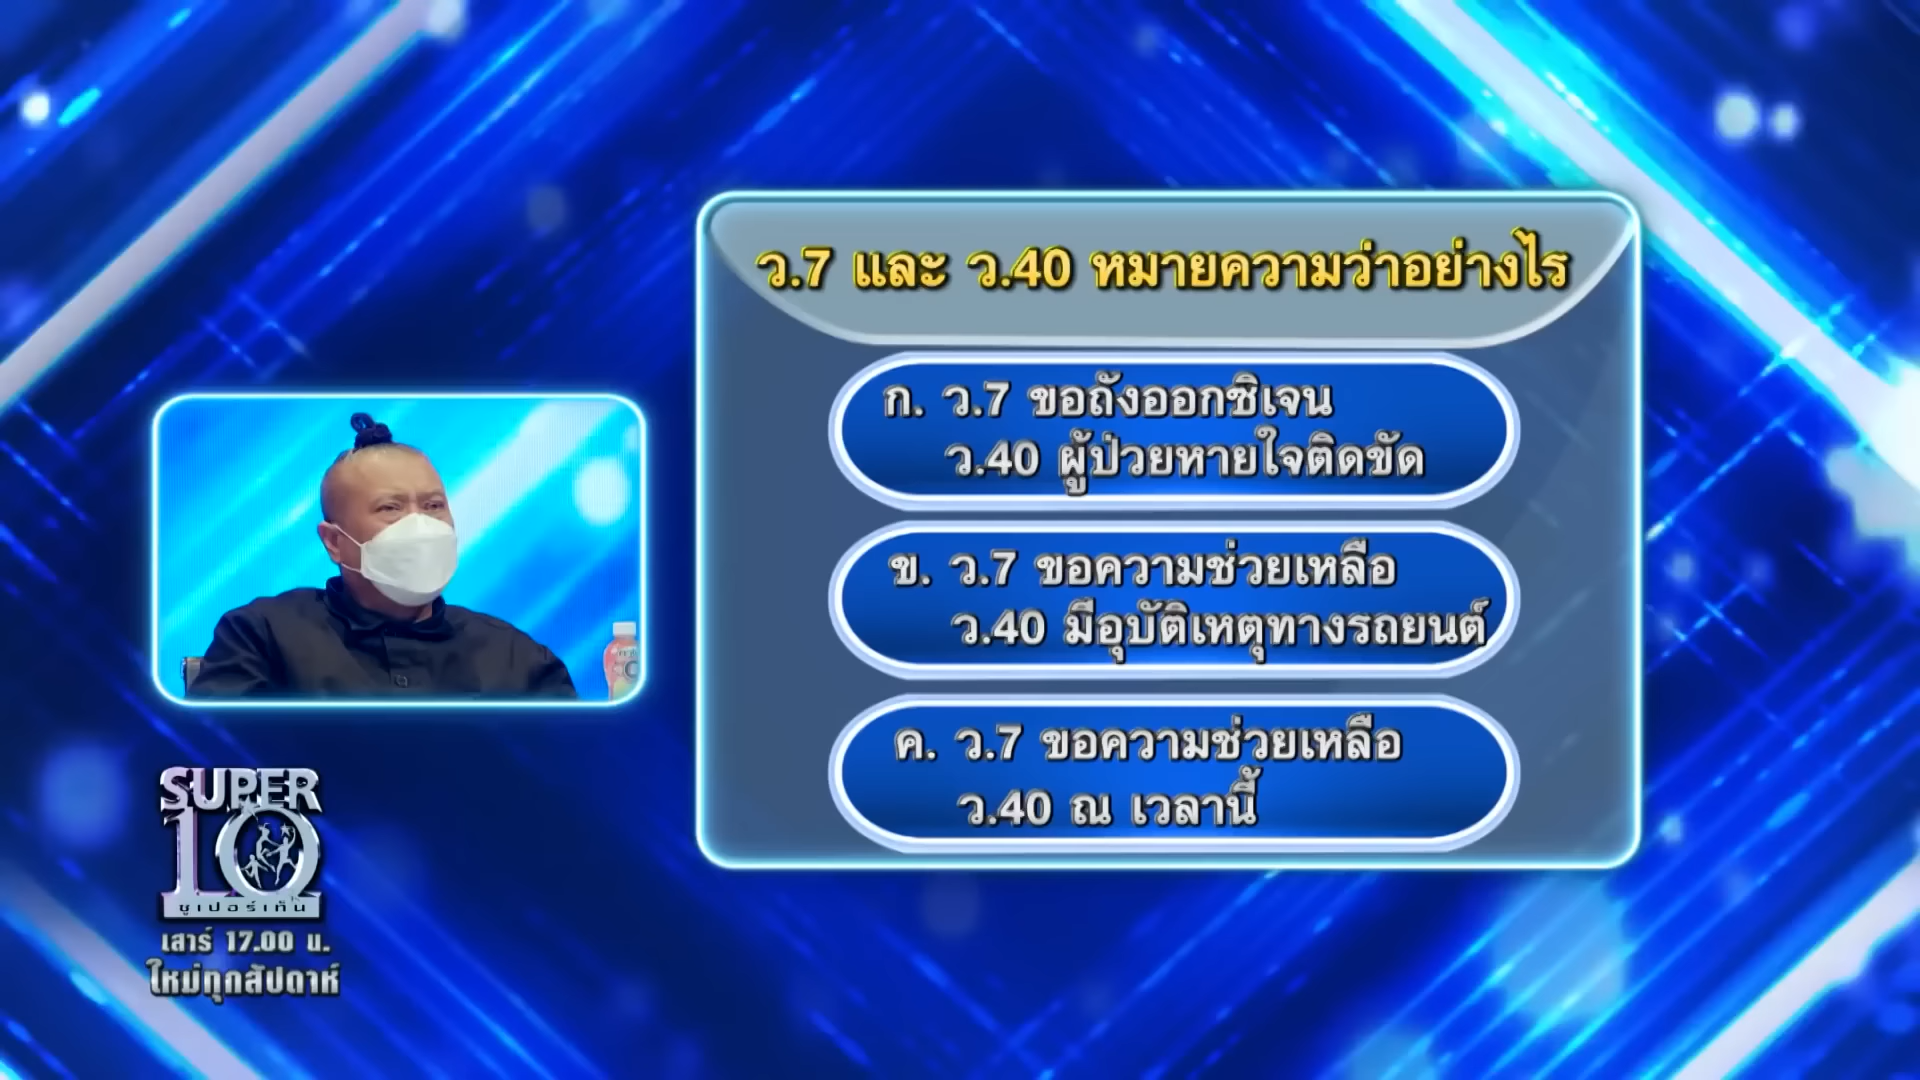 ว.7 และ ว.40 หมายความว่าอย่างไร
ก. ว.7 ขอถังออกซิเจน
ว.40 ผู้ป่วยหายใจติดขัด
ข. ว.7 ขอความช่วยเหลือ
ว.40 มีอุบัติเหตุทางรถยนต์
ค. ว.7 ขอความช่วยเหลือ
ว.40 ณ เวลานี้
SUPER
10
ซูเปอร์เท็น
เสาร์ 17.00 น.
ใหม่ทุกสัปดาห์